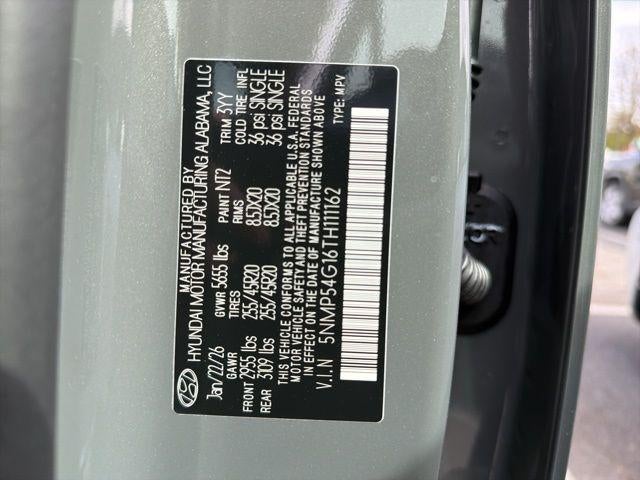 MANUFACTURED BY
HYUNDAI MOTOR MANUFACTURING ALABAMA, LLC
Jan/22/26 PAINT NT2 TRIM 3YY
GVWR 5655 lbs
GAWR TIRES RIMS COLD TIRE INFL
FRONT 2955 lbs 255/45R20 8.5JX20 36 psi SINGLE
REAR 3109 lbs 255/45R20 8.5JX20 36 psi SINGLE
THIS VEHICLE CONFORMS TO ALL APPLICABLE U.S.A. FEDERAL
MOTOR VEHICLE SAFETY AND THEFT PREVENTION STANDARDS
IN EFFECT ON THE DATE OF MANUFACTURE SHOWN ABOVE
V.I.N 5NMP54G16TH111162 TYPE: MPV